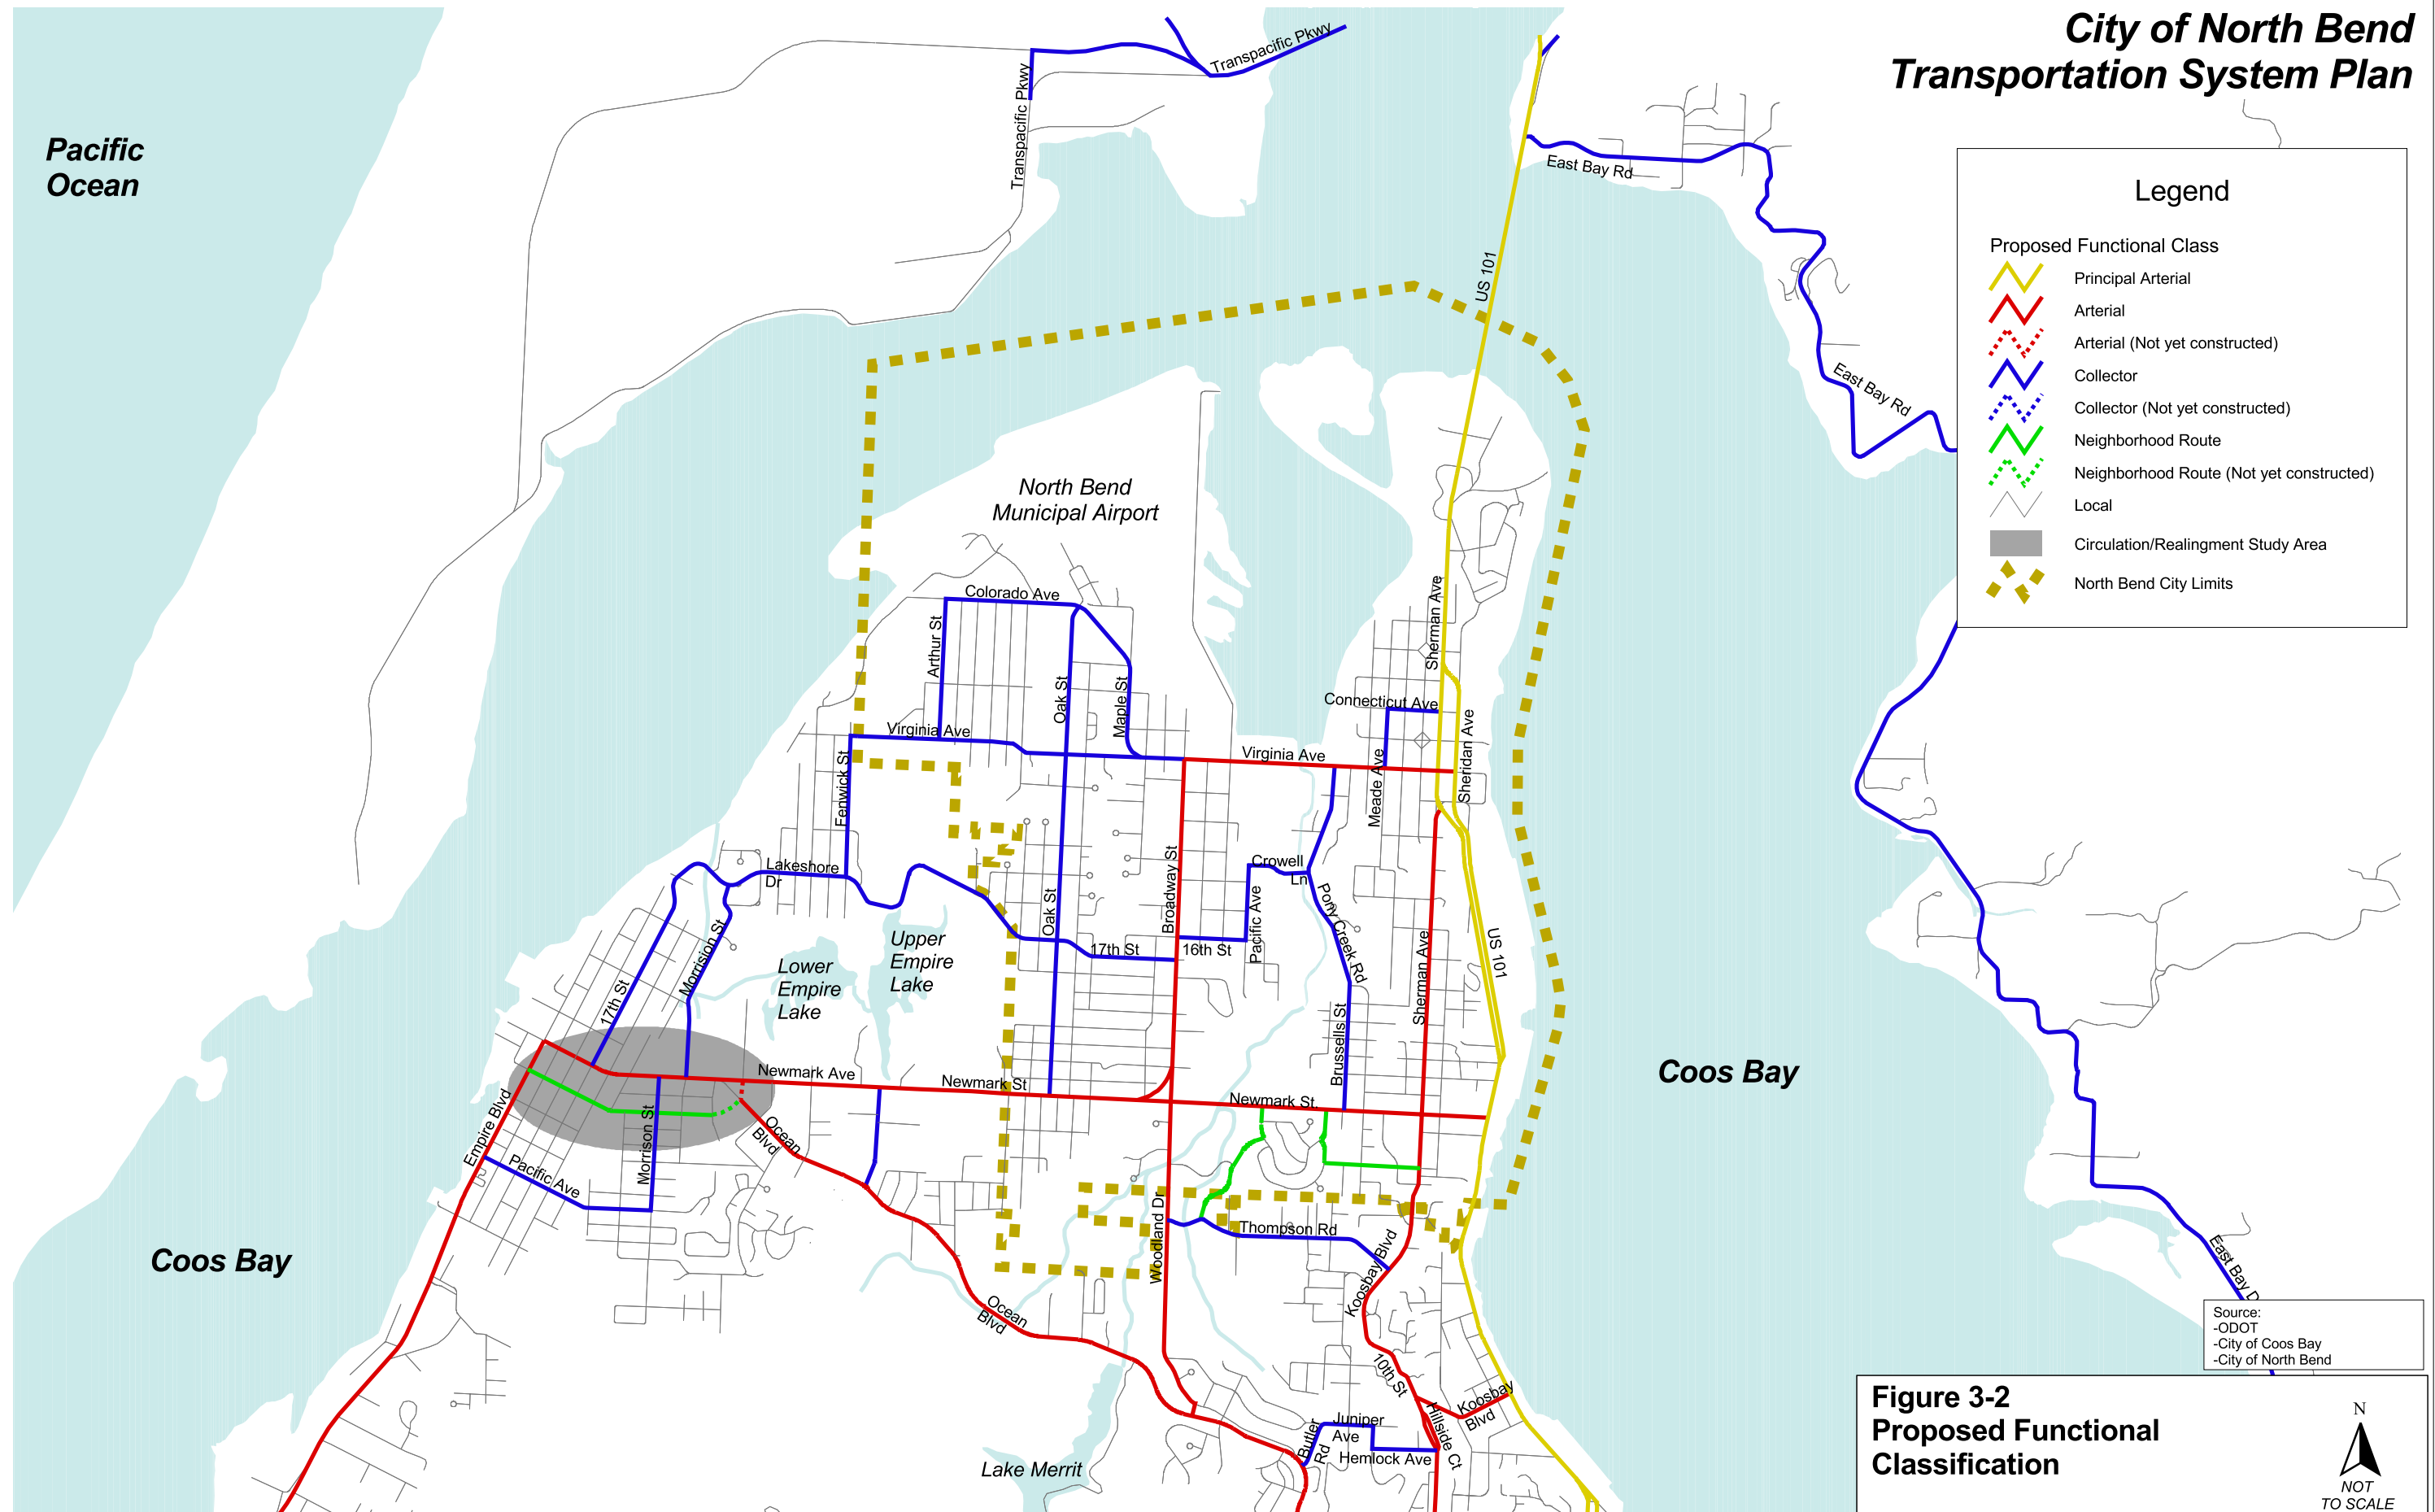 City of North Bend
Transportation System Plan
Pacific
Ocean
Transpacific Pkwy
Transpacific Pkwy
East Bay Rd
US 101
East Bay Rd
Legend
Proposed Functional Class
Principal Arterial
Arterial
Arterial (Not yet constructed)
Collector
Collector (Not yet constructed)
Neighborhood Route
Neighborhood Route (Not yet constructed)
Local
Circulation/Realingment Study Area
North Bend City Limits
North Bend
Municipal Airport
Colorado Ave
Arthur St
Oak St
Maple St
Sherman Ave
Connecticut Ave
Virginia Ave
Virginia Ave
Meade Ave
Sheridan Ave
Fenwick St
Lakeshore
Dr
Broadway St
Crowell
Ln
Pacific Ave
Pony Creek Rd
Oak St
17th St
16th St
Sherman Ave
US 101
Upper
Empire
Lake
Lower
Empire
Lake
Morrision St
17th St
Brussells St
Newmark Ave
Newmark St
Newmark St.
Coos Bay
Empire Blvd
Morrison St
Ocean
Blvd
Pacific Ave
Woodland Dr
Thompson Rd
Koosbay Blvd
Coos Bay
Ocean
Blvd
10th St
Koosbay
Blvd
Hillside Ct
Juniper
Ave
Butler
Rd
Hemlock Ave
Lake Merrit
East Bay D
Source:
-ODOT
-City of Coos Bay
-City of North Bend
Figure 3-2
Proposed Functional
Classification
N
NOT
TO SCALE